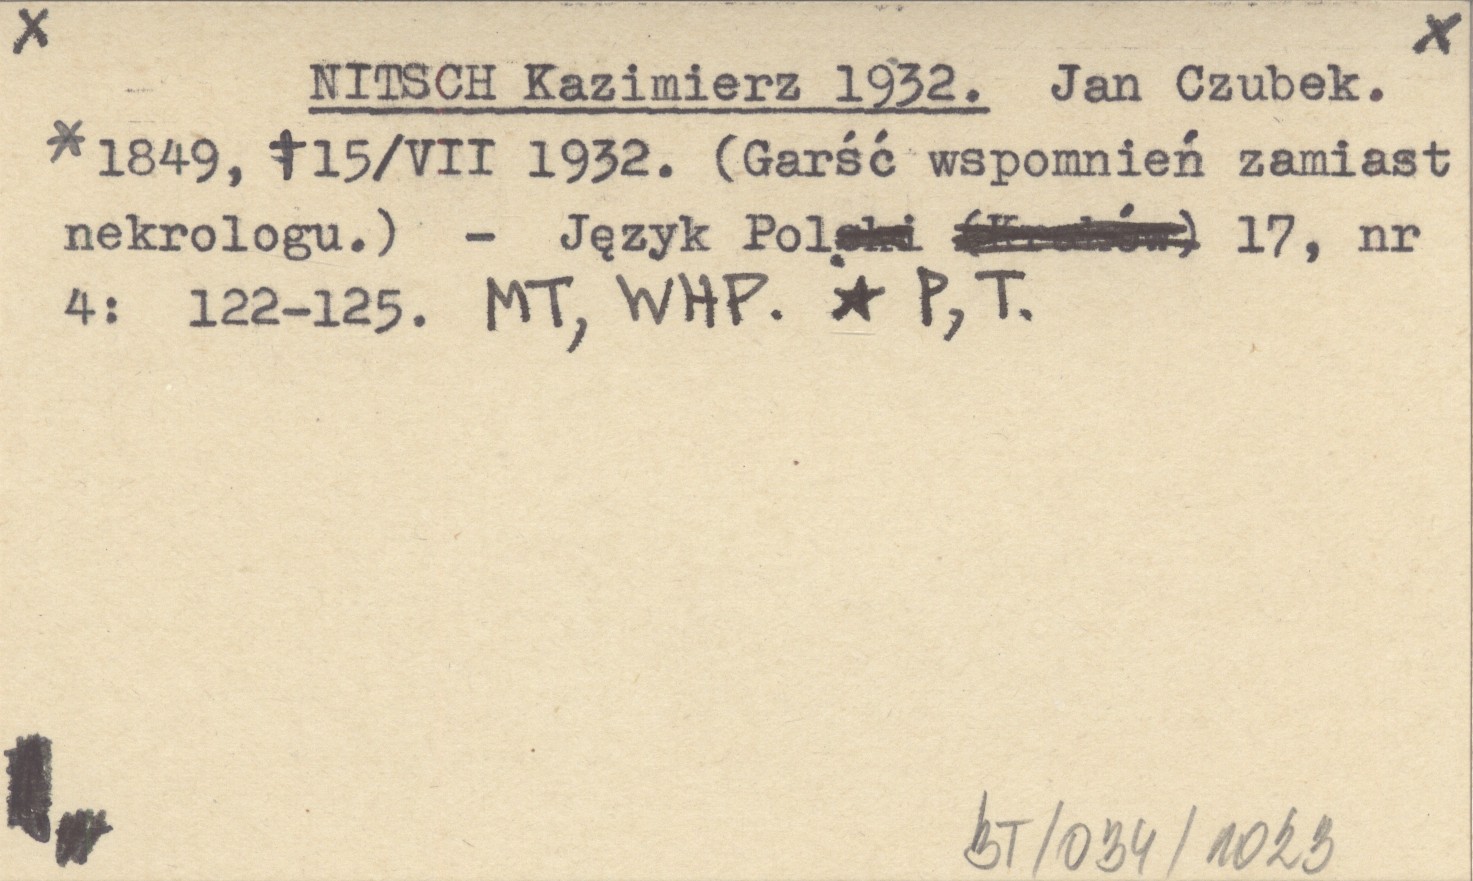 x x
NITSCH Kazimierz 1932. Jan Czubek.
*1849, †15/VII 1932. (Garść wspomnień zamiast
nekrologu.) - Język Pol. 17, nr
4: 122-125. MT, WHP. ★ P, T.
BT/034/1023